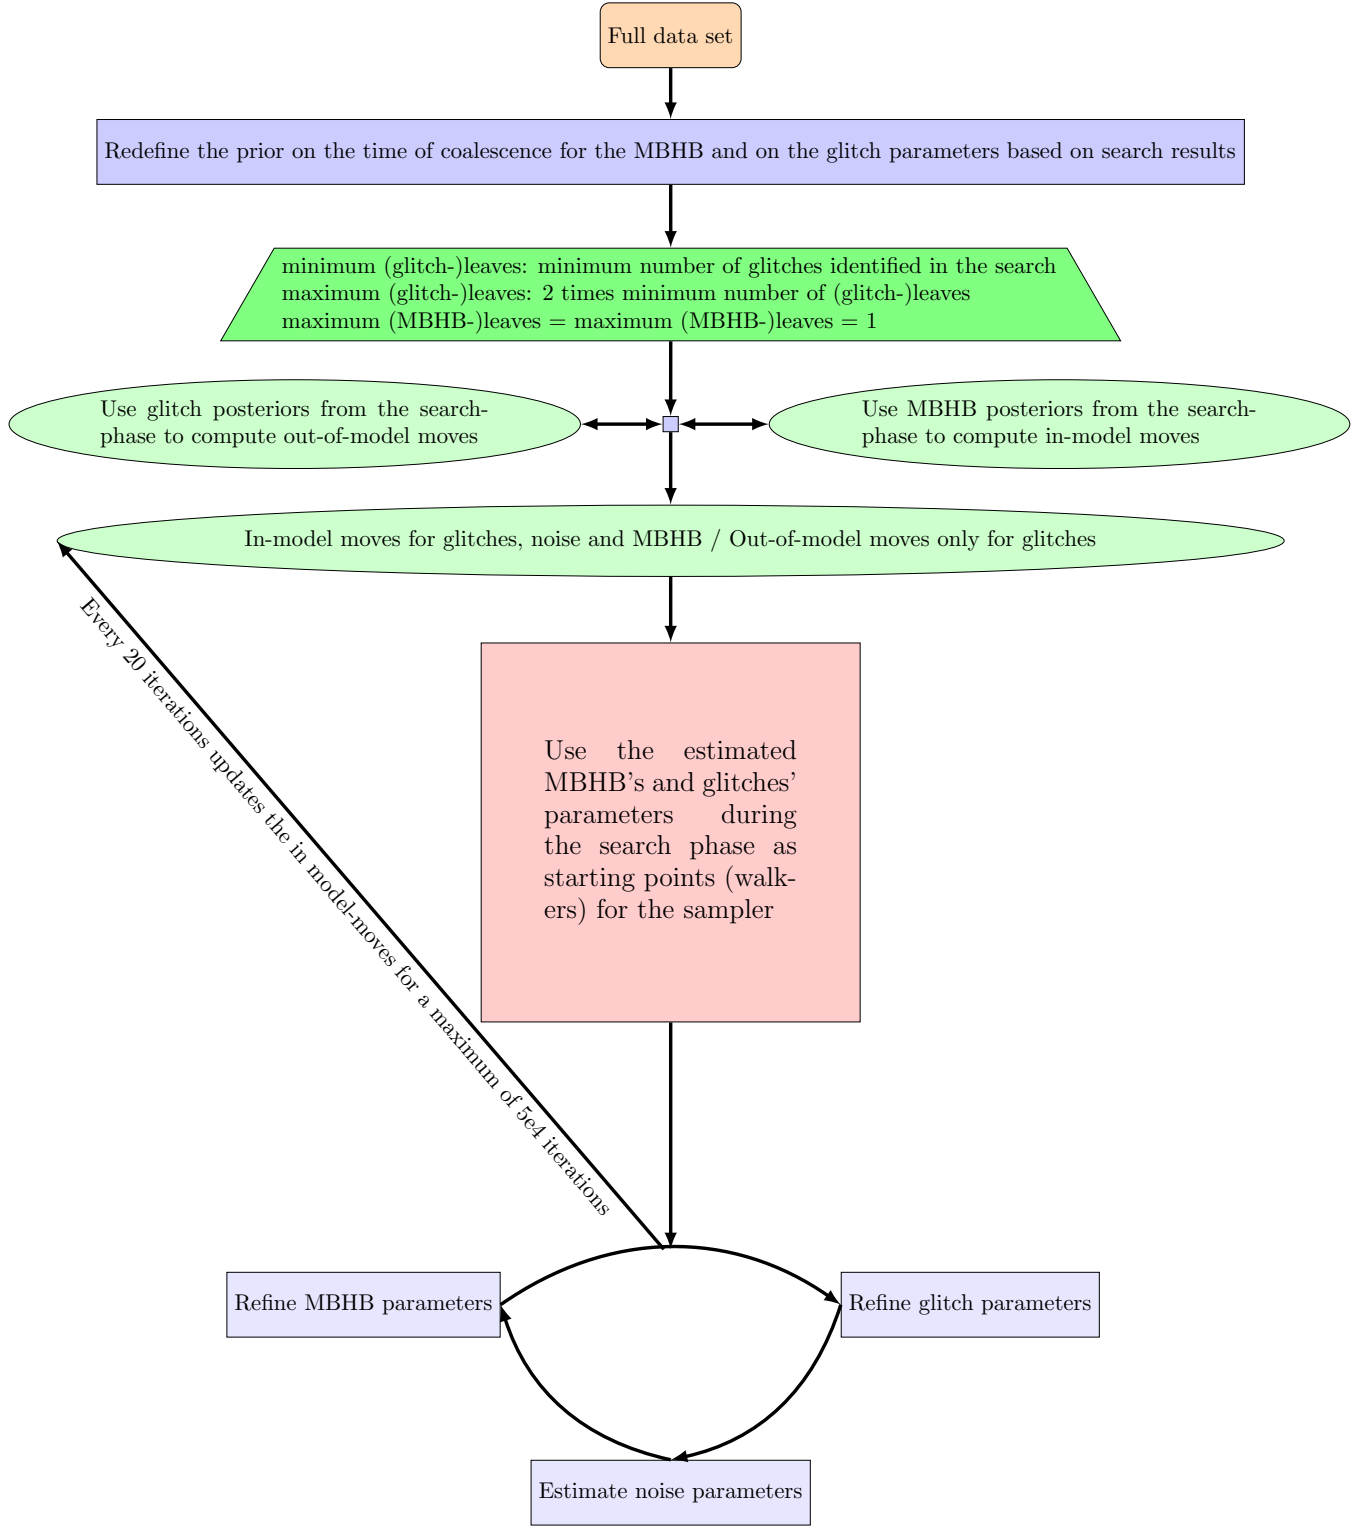 Full data set
Redefine the prior on the time of coalescence for the MBHB and on the glitch parameters based on search results
minimum (glitch-)leaves: minimum number of glitches identified in the search
maximum (glitch-)leaves: 2 times minimum number of (glitch-)leaves
maximum (MBHB-)leaves = maximum (MBHB-)leaves = 1
Use glitch posteriors from the search-
phase to compute out-of-model moves
Use MBHB posteriors from the search-
phase to compute in-model moves
In-model moves for glitches, noise and MBHB / Out-of-model moves only for glitches
Every 20 iterations updates the in model-moves for a maximum of 5e4 iterations
Use the estimated
MBHB's and glitches'
parameters during
the search phase as
starting points (walk-
ers) for the sampler
Refine MBHB parameters
Refine glitch parameters
Estimate noise parameters